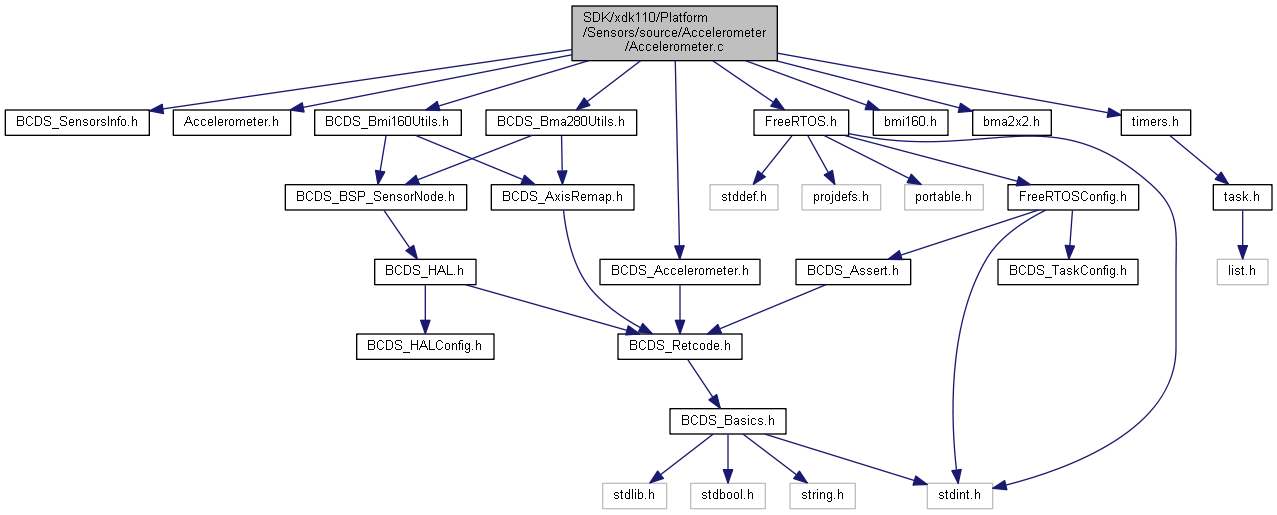 SDK/xdk110/Platform
/Sensors/source/Accelerometer
/Accelerometer.c
BCDS_SensorsInfo.h
Accelerometer.h
BCDS_Bmi160Utils.h
BCDS_Bma280Utils.h
FreeRTOS.h
bmi160.h
bma2x2.h
timers.h
BCDS_BSP_SensorNode.h
BCDS_AxisRemap.h
stddef.h
projdefs.h
portable.h
FreeRTOSConfig.h
task.h
BCDS_HAL.h
BCDS_Accelerometer.h
BCDS_Assert.h
BCDS_TaskConfig.h
list.h
BCDS_HALConfig.h
BCDS_Retcode.h
BCDS_Basics.h
stdlib.h
stdbool.h
string.h
stdint.h